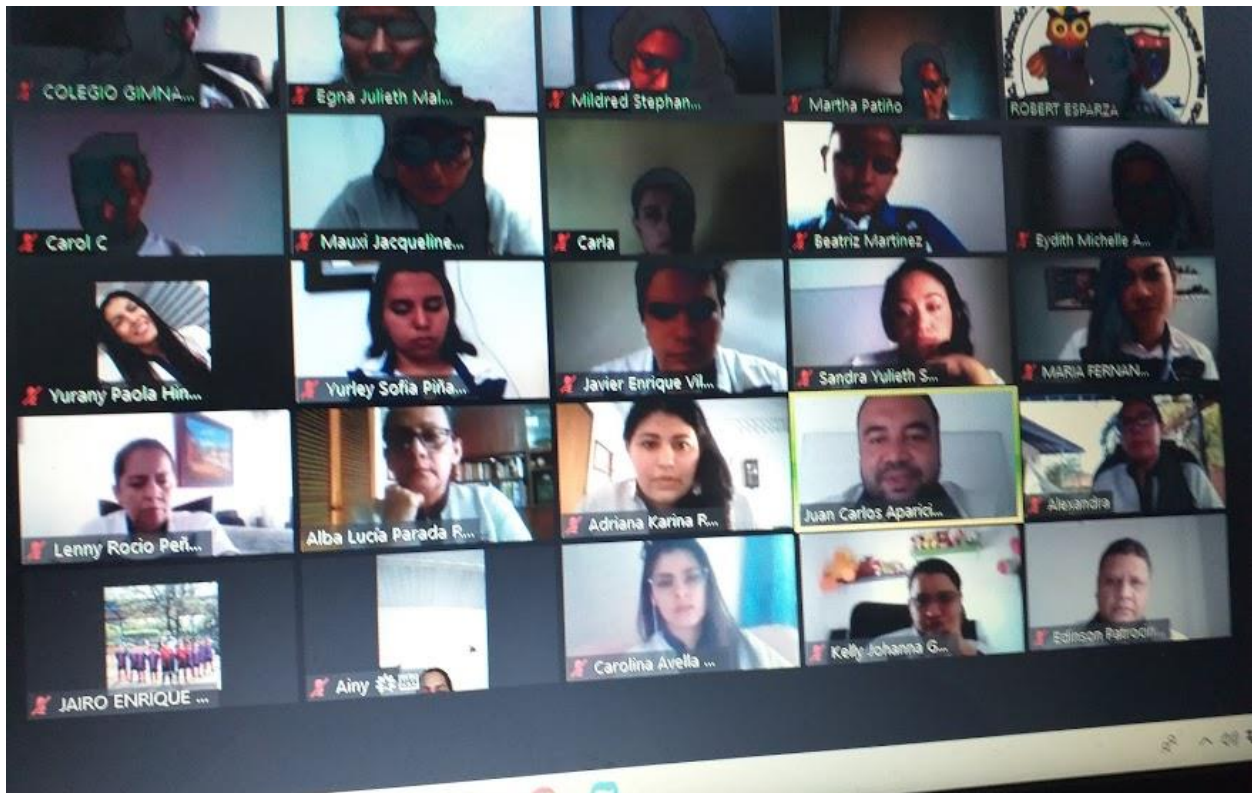 COLEGIO GIMNA...
Egna Julieth Mal...
Mildred Stephan...
Martha Patiño
ROBERT ESPARZA
Carol C
Mauxi Jacqueline...
Carla
Beatriz Martinez
Eydith Michelle A...
Yurany Paola Hin...
Yurley Sofia Piña...
Javier Enrique Vil...
Sandra Yulieth S...
MARIA FERNAN...
Lenny Rocio Peñ...
Alba Lucía Parada R...
Adriana Karina R...
Juan Carlos Aparici...
Alexandra
JAIRO ENRIQUE ...
Ainy
Carolina Avella ...
Kelly Johanna G...
Edinson Patrocin...